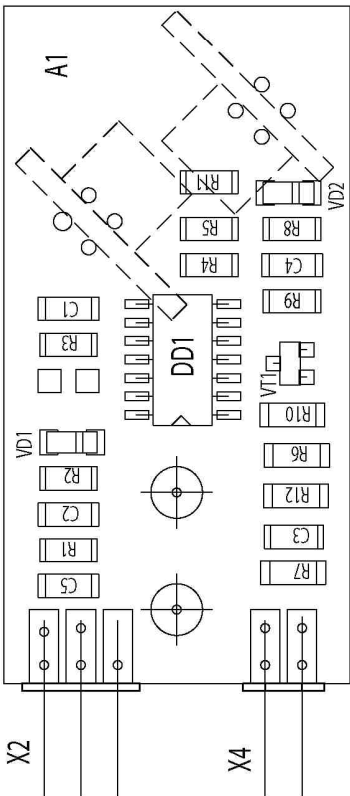 A1
R11
VD2
R5
R8
R4
C4
C1
R9
R3
DD1
VT1
R10
VD1
R6
R2
R12
C2
C3
R1
R7
C5
X2
X4